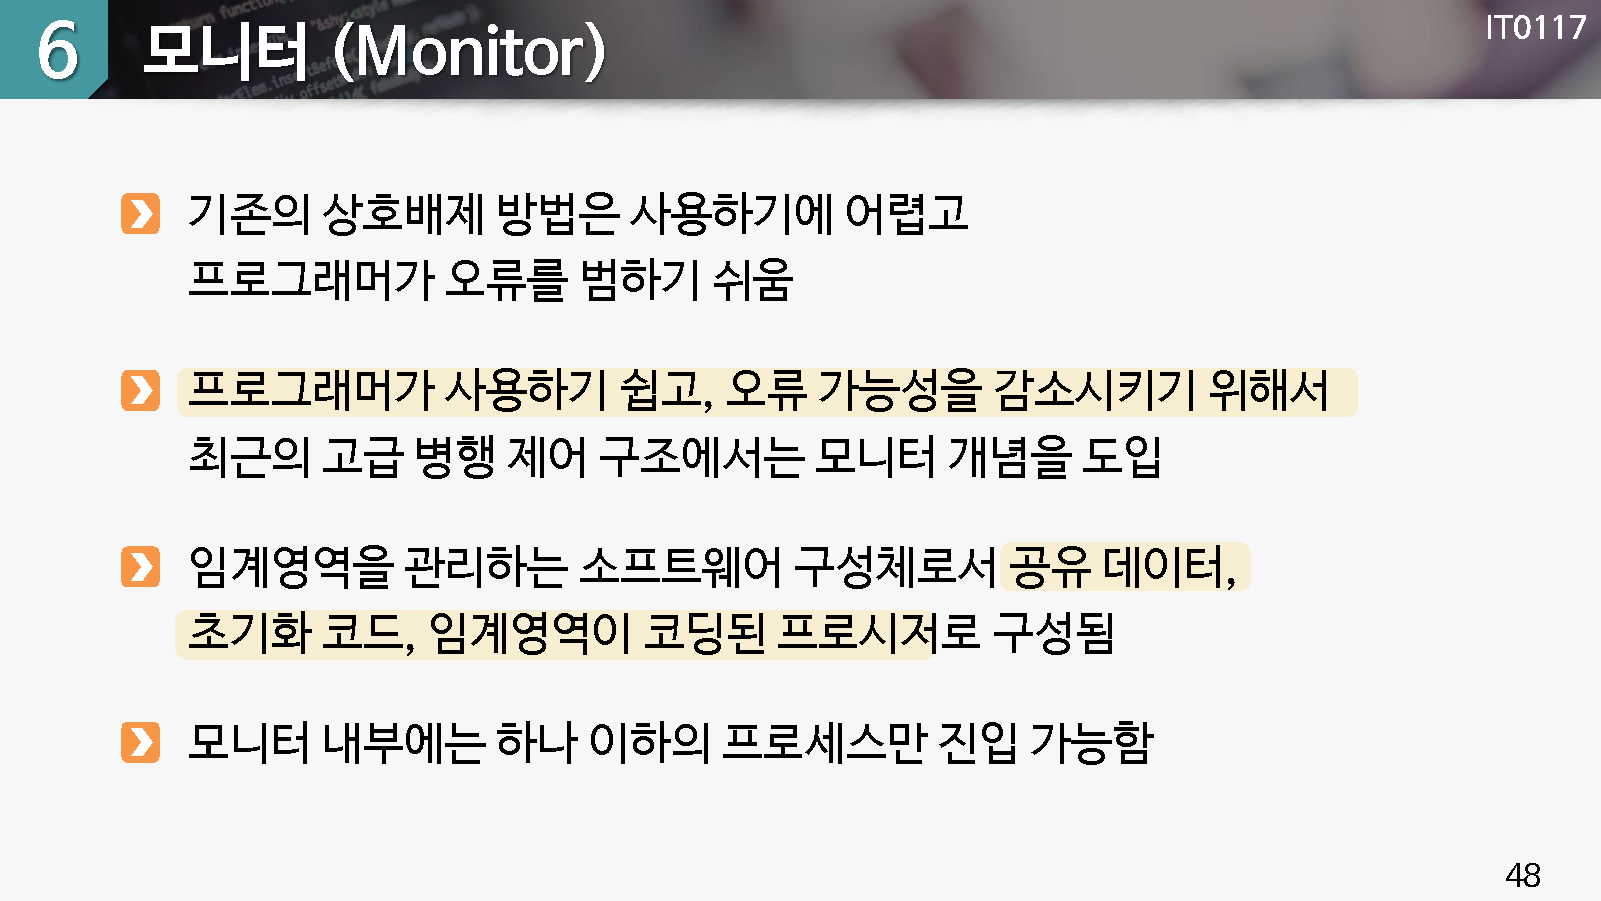 6 모니터 (Monitor)
IT0117
기존의 상호배제 방법은 사용하기에 어렵고
프로그래머가 오류를 범하기 쉬움
프로그래머가 사용하기 쉽고, 오류 가능성을 감소시키기 위해서
최근의 고급 병행 제어 구조에서는 모니터 개념을 도입
임계영역을 관리하는 소프트웨어 구성체로서 공유 데이터,
초기화 코드, 임계영역이 코딩된 프로시저로 구성됨
모니터 내부에는 하나 이하의 프로세스만 진입 가능함
48